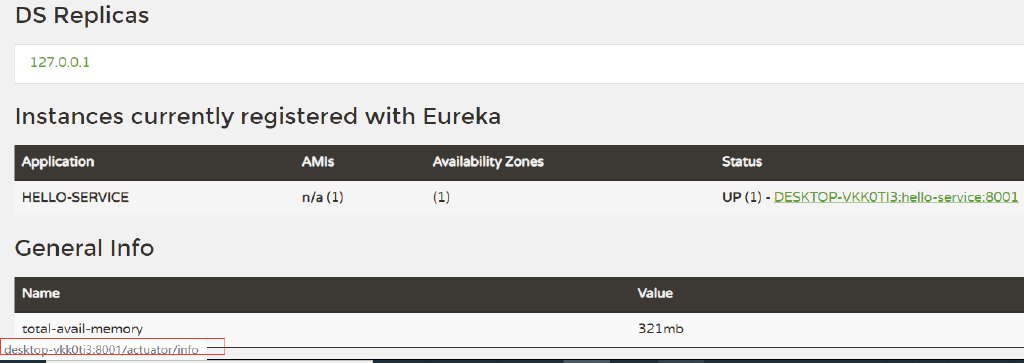 DS Replicas
127.0.0.1
Instances currently registered with Eureka
Application AMIs Availability Zones Status
HELLO-SERVICE n/a (1) (1) UP (1) - DESKTOP-VKK0TI3:hello-service:8001
General Info
Name Value
total-avail-memory 321mb
desktop-vkk0ti3:8001/actuator/info